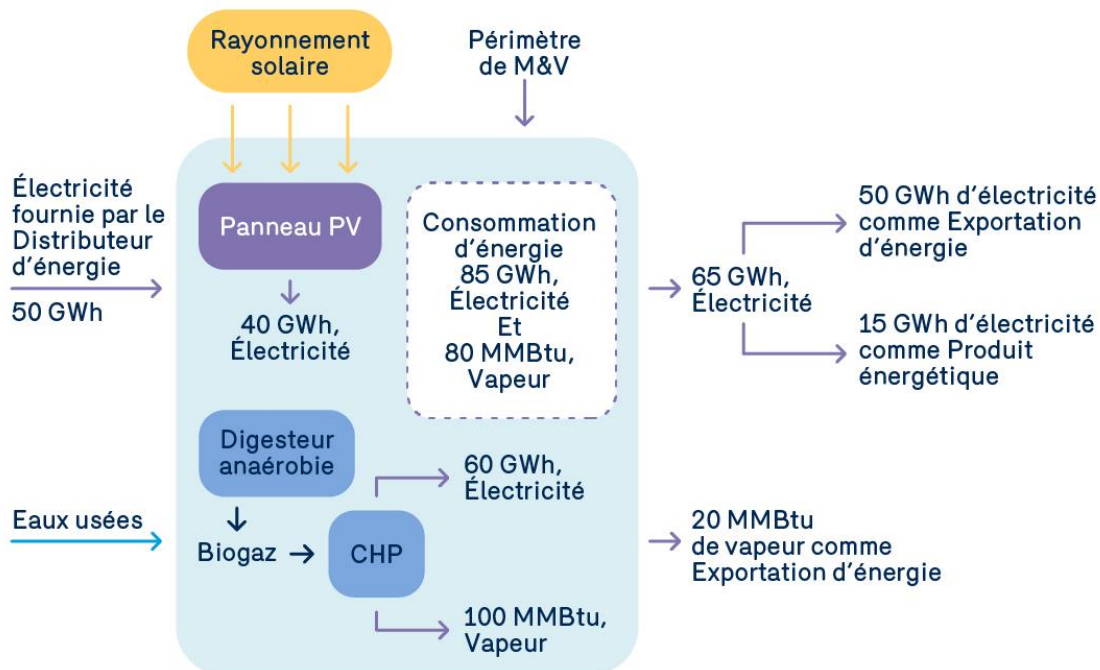 Rayonnement
solaire
Périmètre
de M&V
Électricité
fournie par le
Distributeur
d'énergie
50 GWh
Panneau PV
40 GWh,
Électricité
Consommation
d'énergie
85 GWh,
Électricité
Et
80 MMBtu,
Vapeur
65 GWh,
Électricité
50 GWh d'électricité
comme Exportation
d'énergie
15 GWh d'électricité
comme Produit
énergétique
Eaux usées
Digesteur
anaérobie
Biogaz
CHP
60 GWh,
Électricité
100 MMBtu,
Vapeur
20 MMBtu
de vapeur comme
Exportation d'énergie